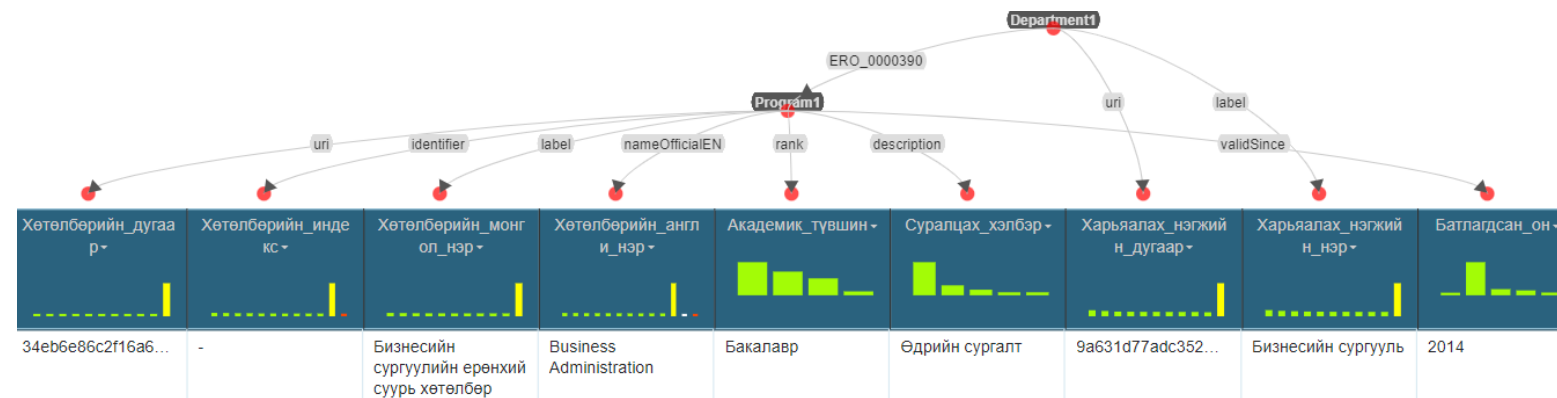 Department1
ERO_0000390
Program1
uri
label
uri
identifier
label
nameOfficialEN
rank
description
validSince
Хөтөлбөрийн_дугаа
р
Хөтөлбөрийн_инде
кс
Хөтөлбөрийн_монг
ол_нэр
Хөтөлбөрийн_англ
и_нэр
Академик_түвшин
Суралцах_хэлбэр
Харьяалах_нэгжий
н_дугаар
Харьяалах_нэгжий
н_нэр
Батлагдсан_он
34eb6e86c2f16a6...
-
Бизнесийн
сургуулийн ерөнхий
суурь хөтөлбөр
Business
Administration
Бакалавр
Өдрийн сургалт
9a631d77adc352...
Бизнесийн сургууль
2014